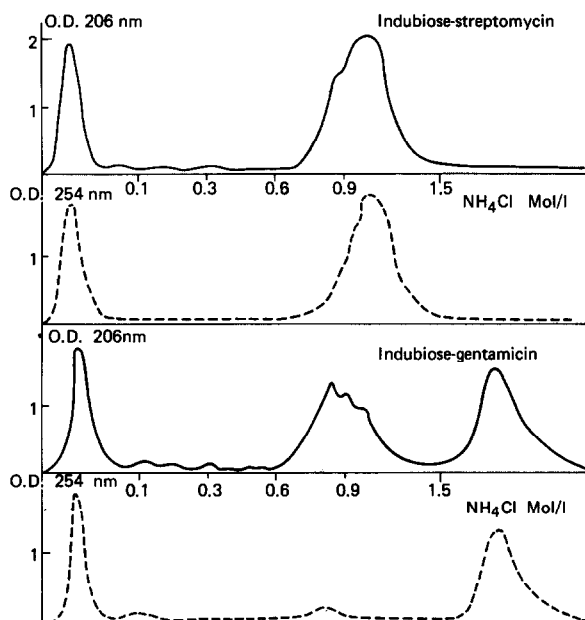 O.D. 206 nm
Indubiose-streptomycin
2
1
0.1 0.3 0.6 0.9 1.5
O.D. 254 nm
NH₄Cl Mol/l
1
O.D. 206nm
Indubiose-gentamicin
1
0.1 0.3 0.6 0.9 1.5
O.D. 254 nm
NH₄Cl Mol/l
1